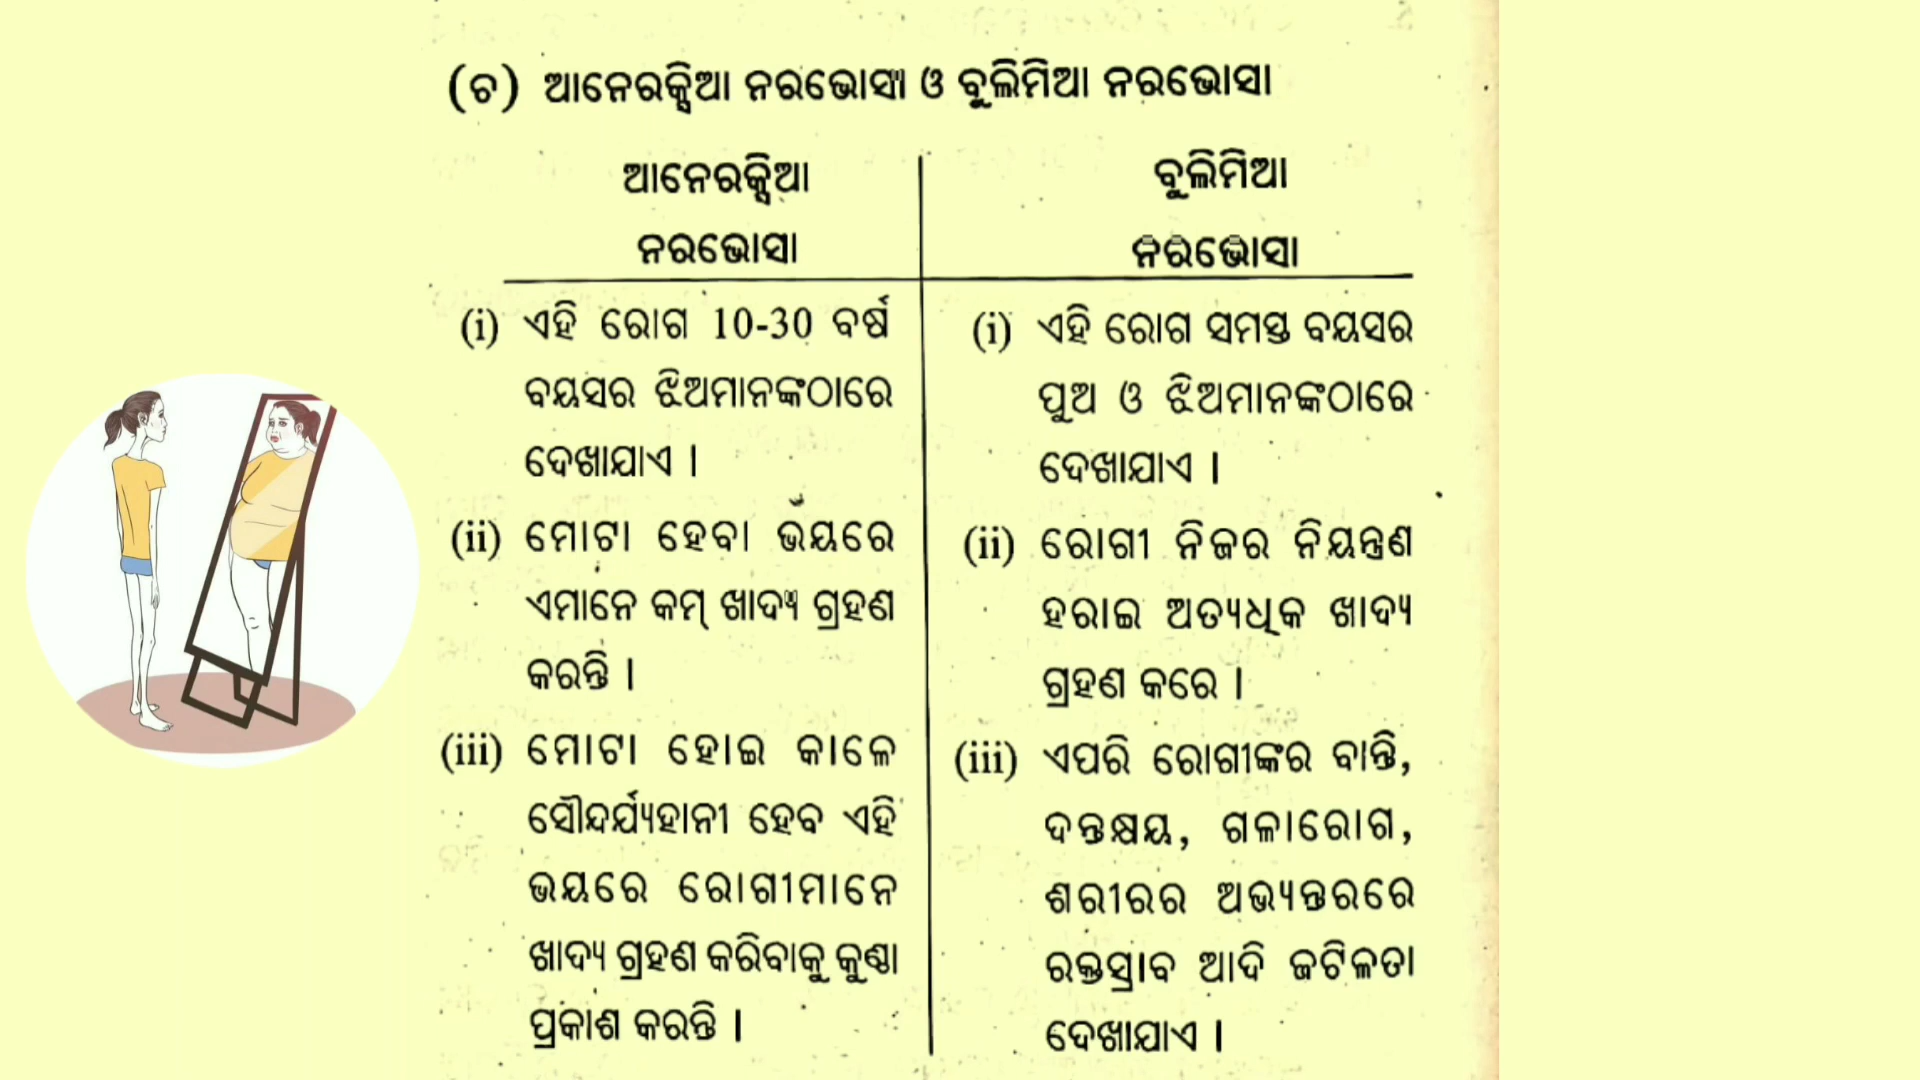 (ଚ) ଆନେରକ୍ସିଆ ନରଭୋସା ଓ ବୁଲିମିଆ ନରଭୋସା
ଆନେରକ୍ସିଆ
ନରଭୋସା
(i) ଏହି ରୋଗ 10-30 ବର୍ଷ
ବୟସର ଝିଅମାନଙ୍କଠାରେ
ଦେଖାଯାଏ ।
(ii) ମୋଟା ହେବା ଭୟରେ
ଏମାନେ କମ୍ ଖାଦ୍ୟ ଗ୍ରହଣ
କରନ୍ତି ।
(iii) ମୋଟା ହୋଇ କାଳେ
ସୌନ୍ଦର୍ଯ୍ୟହାନୀ ହେବ ଏହି
ଭୟରେ ରୋଗୀମାନେ
ଖାଦ୍ୟ ଗ୍ରହଣ କରିବାକୁ କୁଣ୍ଠା
ପ୍ରକାଶ କରନ୍ତି ।
ବୁଲିମିଆ
ନରଭୋସା
(i) ଏହି ରୋଗ ସମସ୍ତ ବୟସର
ପୁଅ ଓ ଝିଅମାନଙ୍କଠାରେ
ଦେଖାଯାଏ ।
(ii) ରୋଗୀ ନିଜର ନିୟନ୍ତ୍ରଣ
ହରାଇ ଅତ୍ୟଧିକ ଖାଦ୍ୟ
ଗ୍ରହଣ କରେ ।
(iii) ଏପରି ରୋଗୀଙ୍କର ବାନ୍ତି,
ଦନ୍ତକ୍ଷୟ, ଗଳାରୋଗ,
ଶରୀରର ଅଭ୍ୟନ୍ତରରେ
ରକ୍ତସ୍ରାବ ଆଦି ଜଟିଳତା
ଦେଖାଯାଏ ।